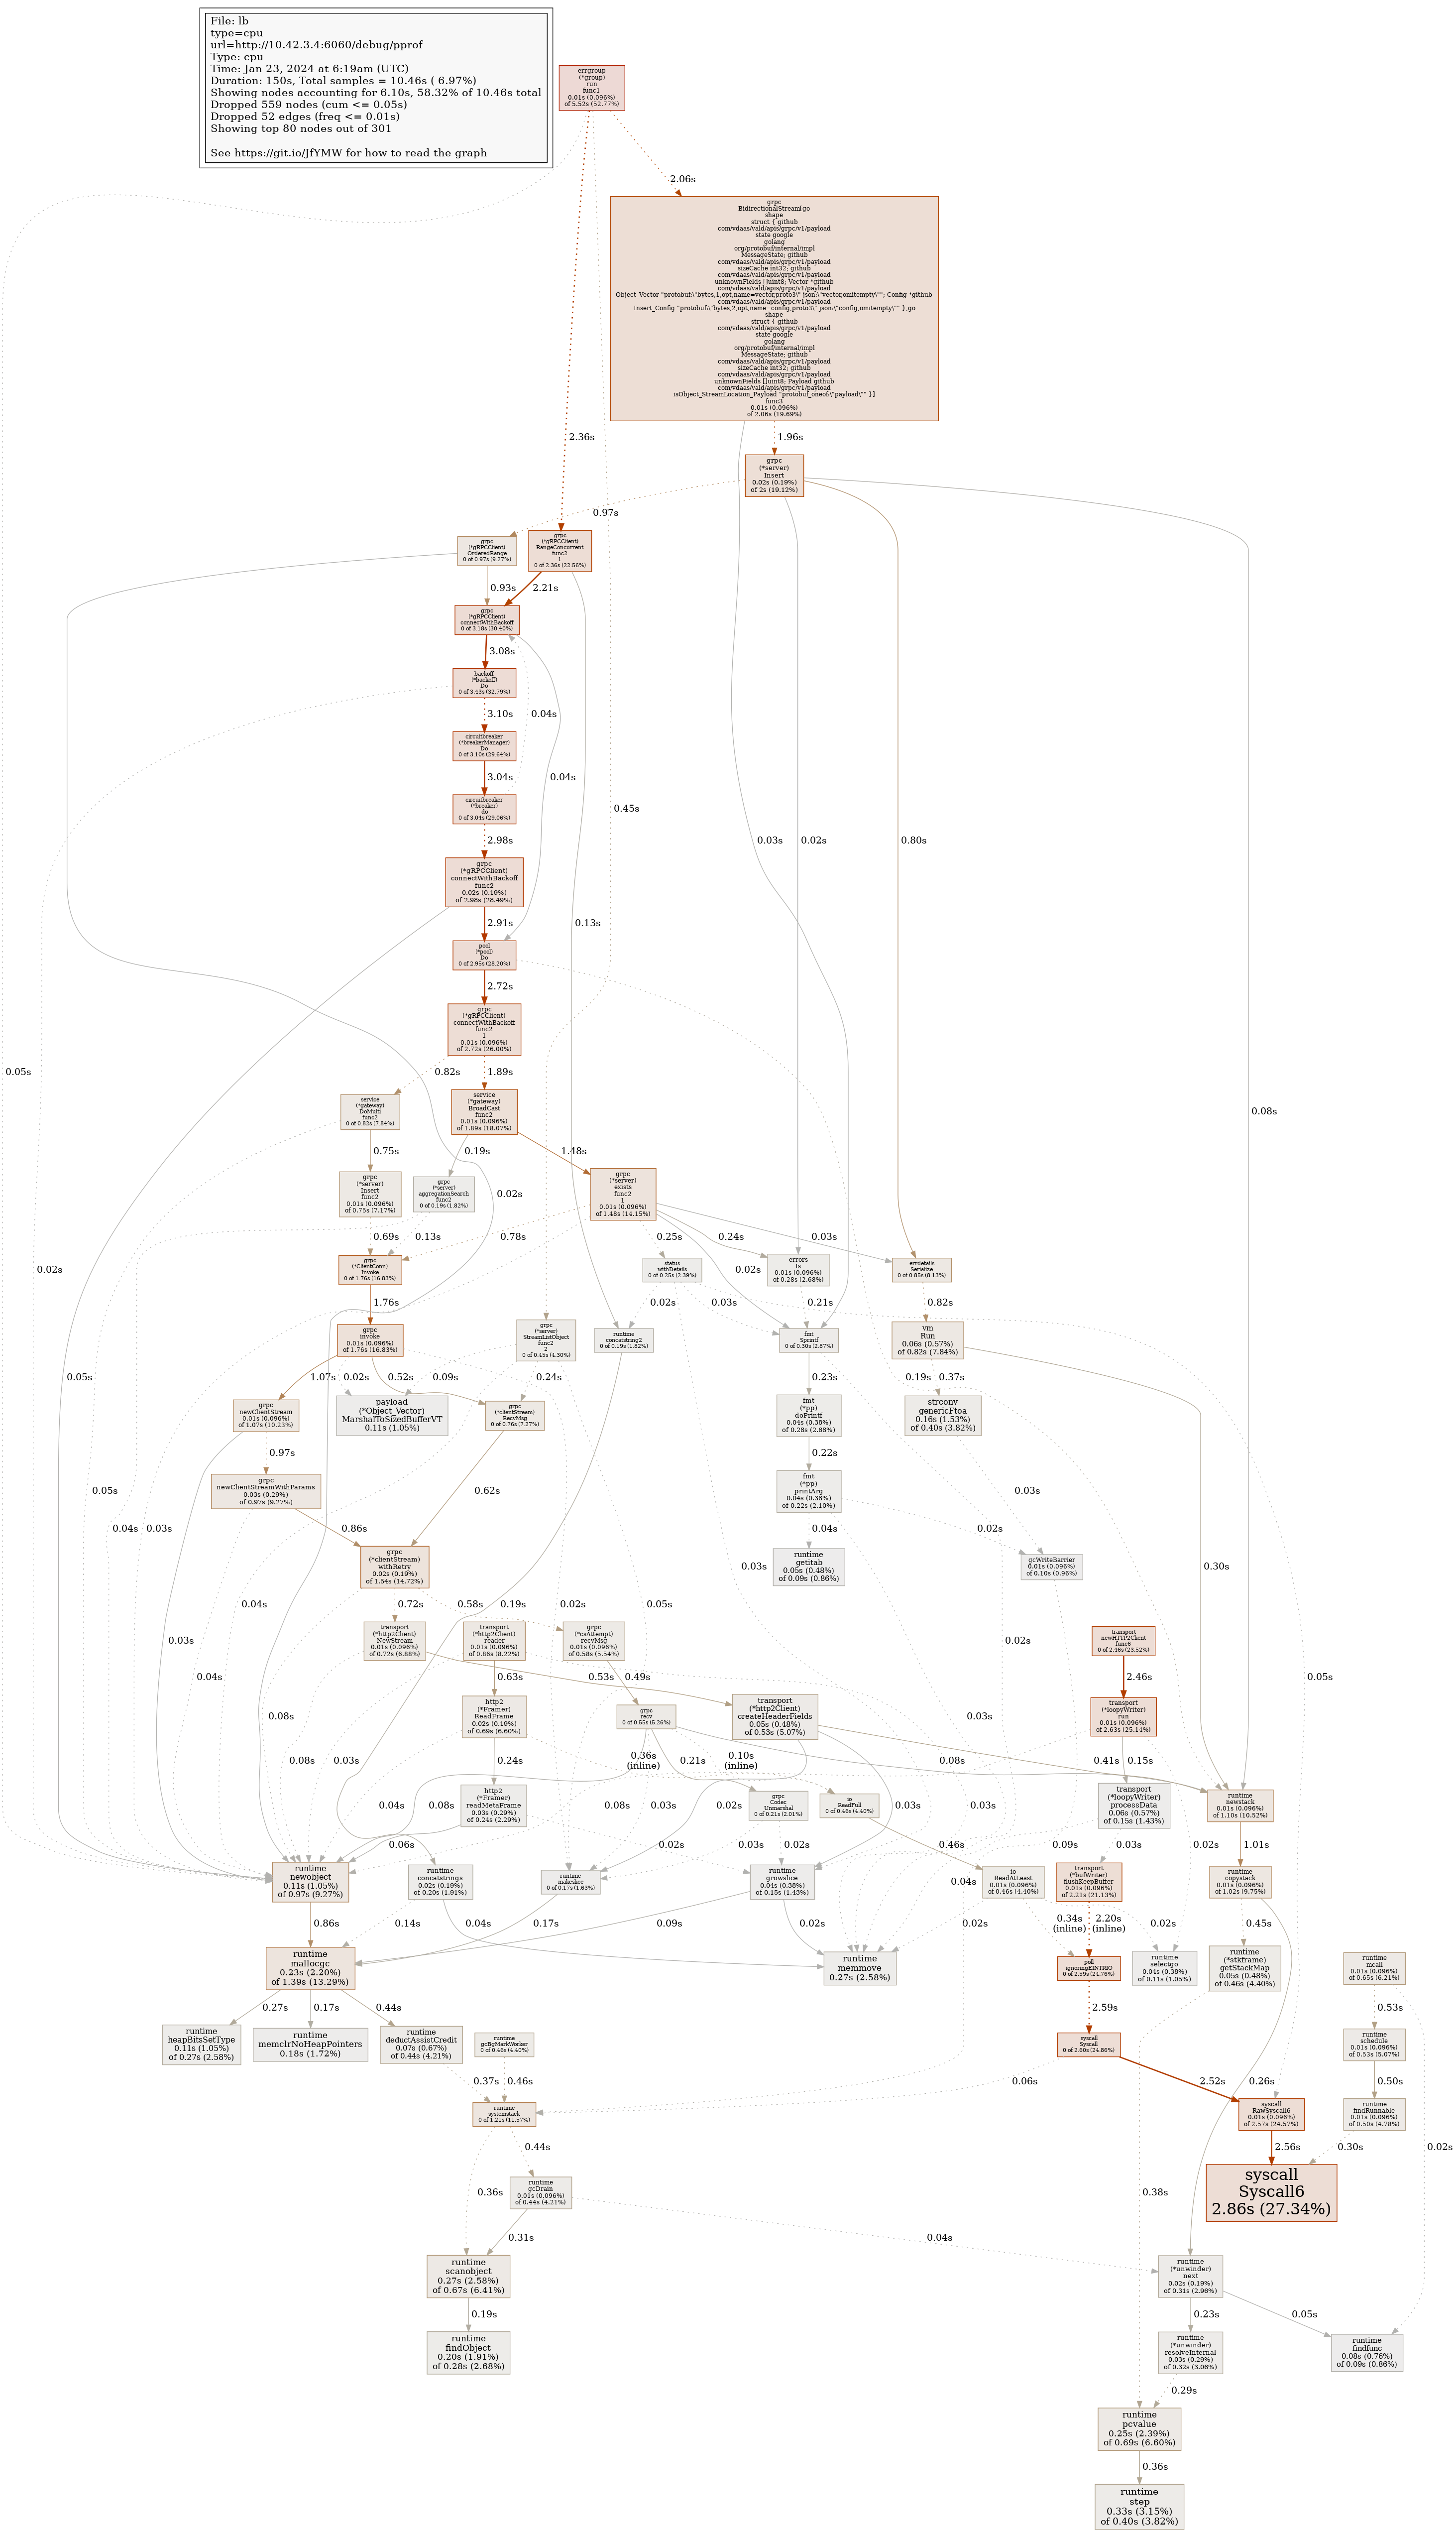 File: lb
type=cpu
url=http://10.42.3.4:6060/debug/pprof
Type: cpu
Time: Jan 23, 2024 at 6:19am (UTC)
Duration: 150s, Total samples = 10.46s ( 6.97%)
Showing nodes accounting for 6.10s, 58.32% of 10.46s total
Dropped 559 nodes (cum <= 0.05s)
Dropped 52 edges (freq <= 0.01s)
Showing top 80 nodes out of 301
See https://git.io/JfYMW for how to read the graph
errgroup
(*group)
run
func1
0.01s (0.096%)
of 5.52s (52.77%)
2.06s
grpc
BidirectionalStream[go
shape
struct { github
com/vdaas/vald/apis/grpc/v1/payload
state google
golang
org/protobuf/internal/impl
MessageState; github
com/vdaas/vald/apis/grpc/v1/payload
sizeCache int32; github
com/vdaas/vald/apis/grpc/v1/payload
unknownFields []uint8; Vector *github
com/vdaas/vald/apis/grpc/v1/payload
Object_Vector "protobuf:\"bytes,1,opt,name=vector,proto3\" json:\"vector,omitempty\""; Config *github
com/vdaas/vald/apis/grpc/v1/payload
Insert_Config "protobuf:\"bytes,2,opt,name=config,proto3\" json:\"config,omitempty\"" },go
shape
struct { github
com/vdaas/vald/apis/grpc/v1/payload
state google
golang
org/protobuf/internal/impl
MessageState; github
com/vdaas/vald/apis/grpc/v1/payload
sizeCache int32; github
com/vdaas/vald/apis/grpc/v1/payload
unknownFields []uint8; Payload github
com/vdaas/vald/apis/grpc/v1/payload
isObject_StreamLocation_Payload "protobuf_oneof:\"payload\"" }]
func3
0.01s (0.096%)
of 2.06s (19.69%)
2.36s
1.96s
grpc
(*server)
Insert
0.02s (0.19%)
of 2s (19.12%)
0.97s
grpc
(*gRPCClient)
OrderedRange
0 of 0.97s (9.27%)
grpc
(*gRPCClient)
RangeConcurrent
func2
1
0 of 2.36s (22.56%)
0.93s
2.21s
grpc
(*gRPCClient)
connectWithBackoff
0 of 3.18s (30.40%)
3.08s
backoff
(*backoff)
Do
0 of 3.43s (32.79%)
3.10s
0.04s
circuitbreaker
(*breakerManager)
Do
0 of 3.10s (29.64%)
3.04s
0.04s
circuitbreaker
(*breaker)
do
0 of 3.04s (29.06%)
0.45s
2.98s
0.03s
0.02s
0.80s
grpc
(*gRPCClient)
connectWithBackoff
func2
0.02s (0.19%)
of 2.98s (28.49%)
2.91s
0.13s
pool
(*pool)
Do
0 of 2.95s (28.20%)
2.72s
grpc
(*gRPCClient)
connectWithBackoff
func2
1
0.01s (0.096%)
of 2.72s (26.00%)
0.05s
0.82s
1.89s
service
(*gateway)
DoMulti
func2
0 of 0.82s (7.84%)
service
(*gateway)
BroadCast
func2
0.01s (0.096%)
of 1.89s (18.07%)
0.08s
0.75s
0.19s
1.48s
grpc
(*server)
Insert
func2
0.01s (0.096%)
of 0.75s (7.17%)
grpc
(*server)
aggregationSearch
func2
0 of 0.19s (1.82%)
grpc
(*server)
exists
func2
1
0.01s (0.096%)
of 1.48s (14.15%)
0.02s
0.69s
0.13s
0.78s
0.25s
0.24s
0.03s
0.02s
grpc
(*ClientConn)
Invoke
0 of 1.76s (16.83%)
status
withDetails
0 of 0.25s (2.39%)
0.02s
errors
Is
0.01s (0.096%)
of 0.28s (2.68%)
errdetails
Serialize
0 of 0.85s (8.13%)
1.76s
0.02s
0.03s
0.21s
0.82s
grpc
invoke
0.01s (0.096%)
of 1.76s (16.83%)
grpc
(*server)
StreamListObject
func2
2
0 of 0.45s (4.30%)
runtime
concatstring2
0 of 0.19s (1.82%)
fmt
Sprintf
0 of 0.30s (2.87%)
vm
Run
0.06s (0.57%)
of 0.82s (7.84%)
1.07s
0.02s
0.52s
0.09s
0.24s
0.23s
0.19s
0.37s
grpc
newClientStream
0.01s (0.096%)
of 1.07s (10.23%)
payload
(*Object_Vector)
MarshalToSizedBufferVT
0.11s (1.05%)
grpc
(*clientStream)
RecvMsg
0 of 0.76s (7.27%)
fmt
(*pp)
doPrintf
0.04s (0.38%)
of 0.28s (2.68%)
strconv
genericFtoa
0.16s (1.53%)
of 0.40s (3.82%)
0.97s
0.22s
grpc
newClientStreamWithParams
0.03s (0.29%)
of 0.97s (9.27%)
0.05s
0.62s
fmt
(*pp)
printArg
0.04s (0.38%)
of 0.22s (2.10%)
0.03s
0.04s
0.03s
0.86s
0.04s
0.02s
grpc
(*clientStream)
withRetry
0.02s (0.19%)
of 1.54s (14.72%)
0.03s
runtime
getitab
0.05s (0.48%)
of 0.09s (0.86%)
gcWriteBarrier
0.01s (0.096%)
of 0.10s (0.96%)
0.30s
0.04s
0.72s
0.58s
0.19s
0.05s
0.02s
0.03s
transport
(*http2Client)
NewStream
0.01s (0.096%)
of 0.72s (6.88%)
transport
(*http2Client)
reader
0.01s (0.096%)
of 0.86s (8.22%)
grpc
(*csAttempt)
recvMsg
0.01s (0.096%)
of 0.58s (5.54%)
0.02s
transport
newHTTP2Client
func6
0 of 2.46s (23.52%)
0.04s
0.63s
0.53s
0.49s
2.46s
0.05s
0.08s
http2
(*Framer)
ReadFrame
0.02s (0.19%)
of 0.69s (6.60%)
grpc
recv
0 of 0.55s (5.26%)
transport
(*http2Client)
createHeaderFields
0.05s (0.48%)
of 0.53s (5.07%)
0.03s
transport
(*loopyWriter)
run
0.01s (0.096%)
of 2.63s (25.14%)
0.08s
0.03s
0.24s
0.36s
(inline)
0.21s
0.10s
(inline)
0.08s
0.41s
0.15s
http2
(*Framer)
readMetaFrame
0.03s (0.29%)
of 0.24s (2.29%)
0.04s
0.08s
0.08s
0.03s
0.02s
grpc
Codec
Unmarshal
0 of 0.21s (2.01%)
io
ReadFull
0 of 0.46s (4.40%)
0.03s
0.03s
transport
(*loopyWriter)
processData
0.06s (0.57%)
of 0.15s (1.43%)
runtime
newstack
0.01s (0.096%)
of 1.10s (10.52%)
0.06s
0.02s
0.03s
0.02s
0.46s
0.09s
0.03s
0.02s
1.01s
runtime
newobject
0.11s (1.05%)
of 0.97s (9.27%)
runtime
concatstrings
0.02s (0.19%)
of 0.20s (1.91%)
runtime
makeslice
0 of 0.17s (1.63%)
runtime
growslice
0.04s (0.38%)
of 0.15s (1.43%)
0.04s
io
ReadAtLeast
0.01s (0.096%)
of 0.46s (4.40%)
transport
(*bufWriter)
flushKeepBuffer
0.01s (0.096%)
of 2.21s (21.13%)
runtime
copystack
0.01s (0.096%)
of 1.02s (9.75%)
0.86s
0.14s
0.04s
0.17s
0.09s
0.02s
0.02s
0.34s
(inline)
2.20s
(inline)
0.02s
0.45s
runtime
mallocgc
0.23s (2.20%)
of 1.39s (13.29%)
runtime
memmove
0.27s (2.58%)
poll
ignoringEINTRIO
0 of 2.59s (24.76%)
runtime
selectgo
0.04s (0.38%)
of 0.11s (1.05%)
runtime
(*stkframe)
getStackMap
0.05s (0.48%)
of 0.46s (4.40%)
runtime
mcall
0.01s (0.096%)
of 0.65s (6.21%)
0.27s
0.17s
0.44s
2.59s
0.53s
runtime
heapBitsSetType
0.11s (1.05%)
of 0.27s (2.58%)
runtime
memclrNoHeapPointers
0.18s (1.72%)
runtime
deductAssistCredit
0.07s (0.67%)
of 0.44s (4.21%)
runtime
gcBgMarkWorker
0 of 0.46s (4.40%)
syscall
Syscall
0 of 2.60s (24.86%)
runtime
schedule
0.01s (0.096%)
of 0.53s (5.07%)
0.37s
0.46s
0.06s
2.52s
0.26s
0.50s
runtime
systemstack
0 of 1.21s (11.57%)
syscall
RawSyscall6
0.01s (0.096%)
of 2.57s (24.57%)
runtime
findRunnable
0.01s (0.096%)
of 0.50s (4.78%)
0.44s
2.56s
0.30s
0.02s
0.36s
runtime
gcDrain
0.01s (0.096%)
of 0.44s (4.21%)
0.38s
syscall
Syscall6
2.86s (27.34%)
0.31s
0.04s
runtime
scanobject
0.27s (2.58%)
of 0.67s (6.41%)
runtime
(*unwinder)
next
0.02s (0.19%)
of 0.31s (2.96%)
0.19s
0.23s
0.05s
runtime
findObject
0.20s (1.91%)
of 0.28s (2.68%)
runtime
(*unwinder)
resolveInternal
0.03s (0.29%)
of 0.32s (3.06%)
runtime
findfunc
0.08s (0.76%)
of 0.09s (0.86%)
0.29s
runtime
pcvalue
0.25s (2.39%)
of 0.69s (6.60%)
0.36s
runtime
step
0.33s (3.15%)
of 0.40s (3.82%)